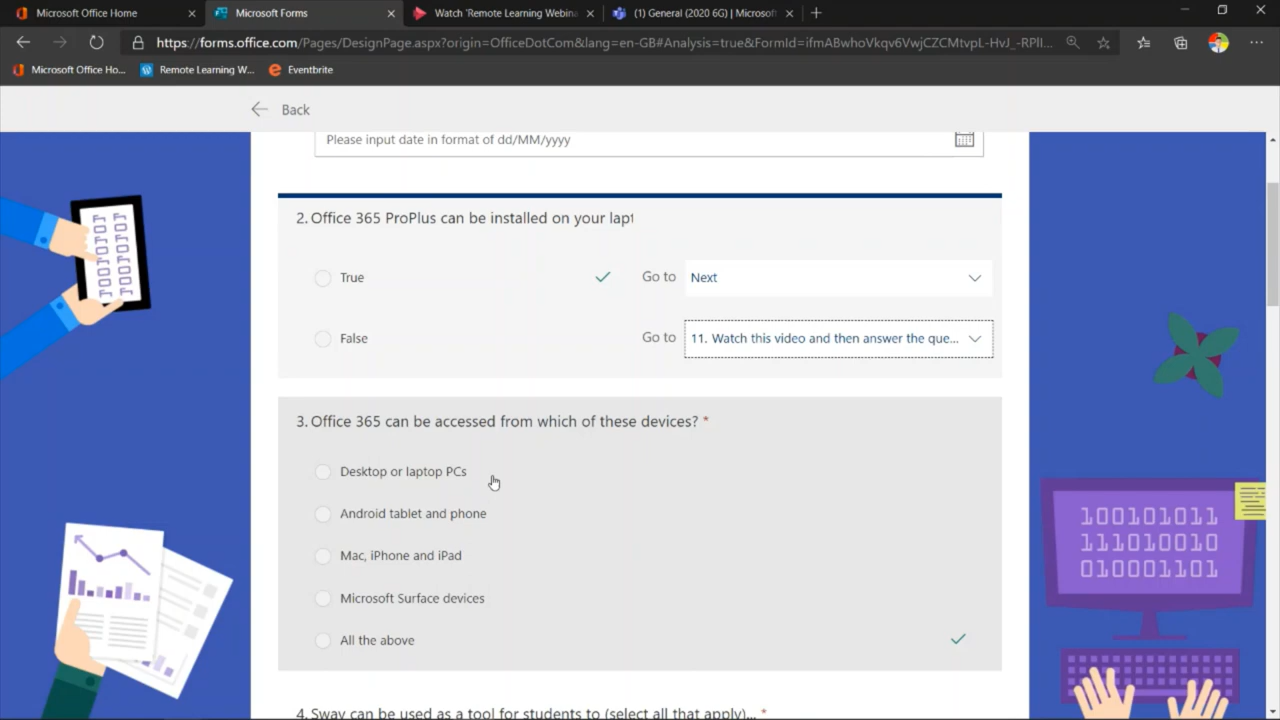 Microsoft Office Home
Microsoft Forms
Watch 'Remote Learning Webina
(1) General (2020 6G) | Microsoft
https://forms.office.com/Pages/DesignPage.aspx?origin=OfficeDotCom&lang=en-GB#Analysis=true&FormId=ifmABwhoVkqv6VwjCZCMtvpL-HvJ_-RPlI...
Microsoft Office Ho...
Remote Learning W...
Eventbrite
Back
Please input date in format of dd/MM/yyyy
2. Office 365 ProPlus can be installed on your lapt
True
Go to
Next
False
Go to
11. Watch this video and then answer the que...
3. Office 365 can be accessed from which of these devices? *
Desktop or laptop PCs
Android tablet and phone
Mac, iPhone and iPad
Microsoft Surface devices
All the above
4. Sway can be used as a tool for students to (select all that apply)... *
100101011
111010010
010001101